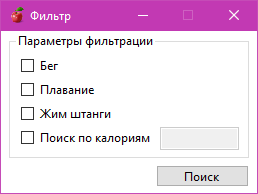 Фильтр
Параметры фильтрации
Бег
Плавание
Жим штанги
Поиск по калориям
Поиск